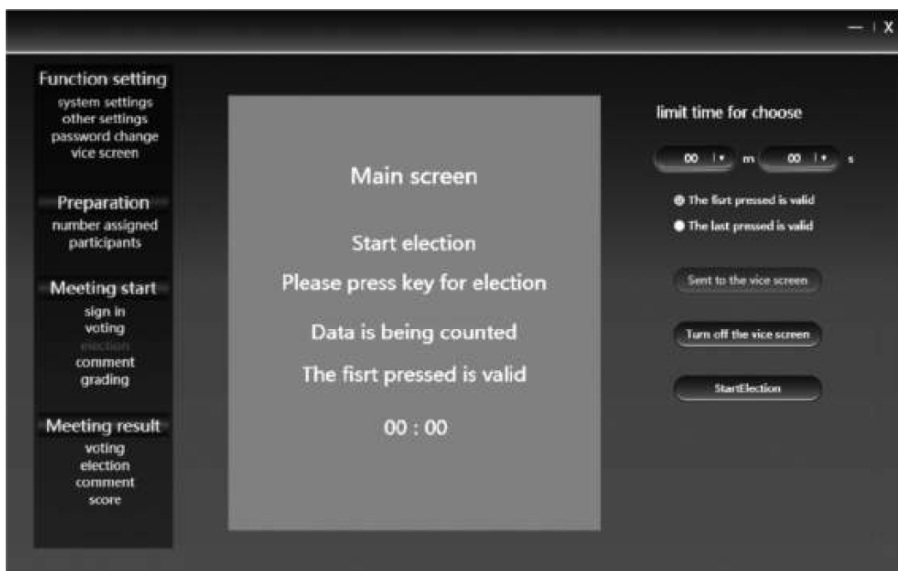 — | X
Function setting
system settings
other settings
password change
vice screen
Preparation
number assigned
participants
Meeting start
sign in
voting
election
comment
grading
Meeting result
voting
election
comment
score
Main screen
Start election
Please press key for election
Data is being counted
The fisrt pressed is valid
00 : 00
limit time for choose
00 m 00 s
The fisrt pressed is valid
The last pressed is valid
Sent to the vice screen
Turn off the vice screen
StartElection